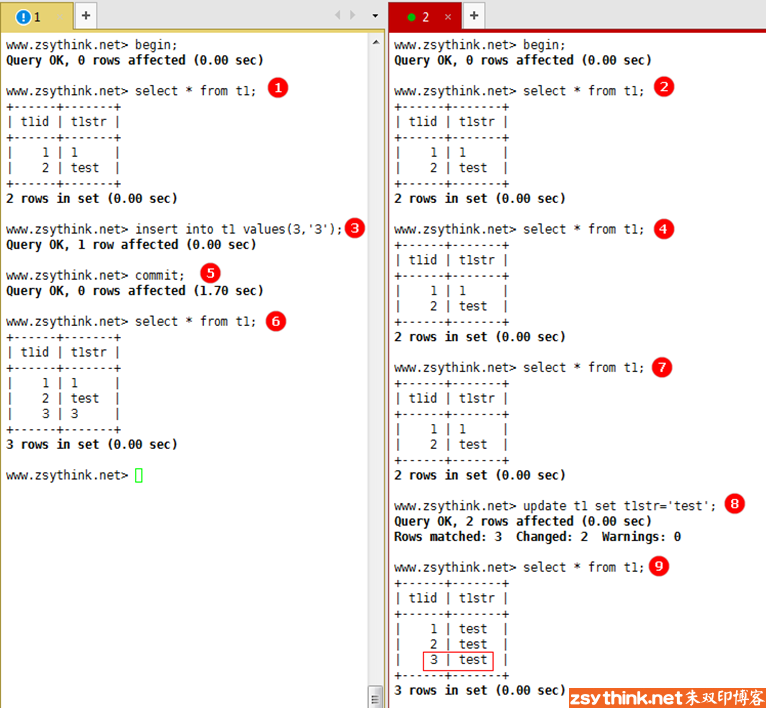 1
www.zsythink.net> begin;
Query OK, 0 rows affected (0.00 sec)
www.zsythink.net> select * from t1; 1
+------+-------+
| t1id | t1str |
+------+-------+
|    1 | 1     |
|    2 | test  |
+------+-------+
2 rows in set (0.00 sec)
www.zsythink.net> insert into t1 values(3,'3'); 3
Query OK, 1 row affected (0.00 sec)
www.zsythink.net> commit; 5
Query OK, 0 rows affected (1.70 sec)
www.zsythink.net> select * from t1; 6
+------+-------+
| t1id | t1str |
+------+-------+
|    1 | 1     |
|    2 | test  |
|    3 | 3     |
+------+-------+
3 rows in set (0.00 sec)
www.zsythink.net>
2
www.zsythink.net> begin;
Query OK, 0 rows affected (0.00 sec)
www.zsythink.net> select * from t1; 2
+------+-------+
| t1id | t1str |
+------+-------+
|    1 | 1     |
|    2 | test  |
+------+-------+
2 rows in set (0.00 sec)
www.zsythink.net> select * from t1; 4
+------+-------+
| t1id | t1str |
+------+-------+
|    1 | 1     |
|    2 | test  |
+------+-------+
2 rows in set (0.00 sec)
www.zsythink.net> select * from t1; 7
+------+-------+
| t1id | t1str |
+------+-------+
|    1 | 1     |
|    2 | test  |
+------+-------+
2 rows in set (0.00 sec)
www.zsythink.net> update t1 set t1str='test'; 8
Query OK, 2 rows affected (0.00 sec)
Rows matched: 3  Changed: 2  Warnings: 0
www.zsythink.net> select * from t1; 9
+------+-------+
| t1id | t1str |
+------+-------+
|    1 | test  |
|    2 | test  |
|    3 | test  |
+------+-------+
3 rows in set (0.00 sec)
zsythink.net朱双印博客